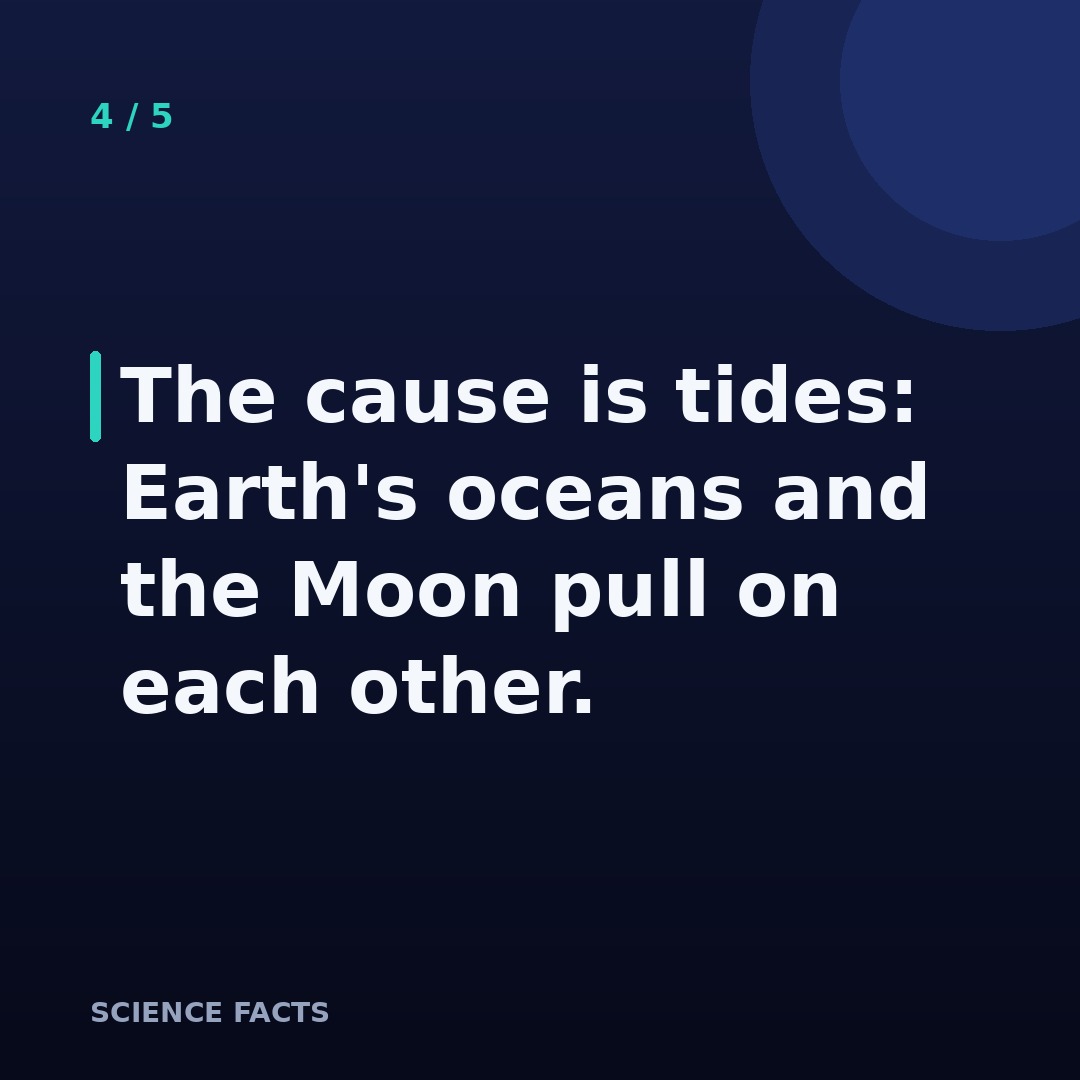 4 / 5
The cause is tides:
Earth's oceans and
the Moon pull on
each other.
SCIENCE FACTS